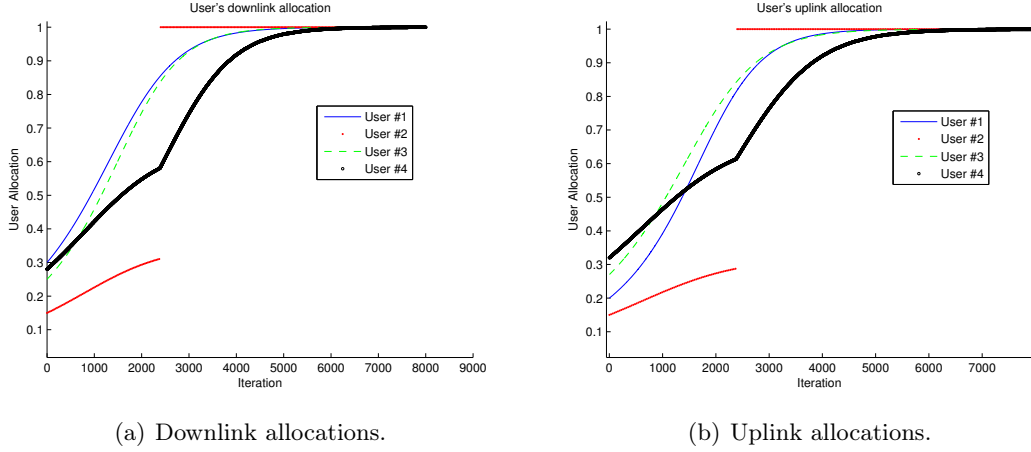 User's downlink allocation
1
0.9
0.8
0.7
0.6
0.5
0.4
0.3
0.2
0.1
User Allocation
User #1
User #2
User #3
User #4
0 1000 2000 3000 4000 5000 6000 7000 8000 9000
Iteration
(a) Downlink allocations.
User's uplink allocation
1
0.9
0.8
0.7
0.6
0.5
0.4
0.3
0.2
0.1
User Allocation
User #1
User #2
User #3
User #4
0 1000 2000 3000 4000 5000 6000 7000
Iteration
(b) Uplink allocations.